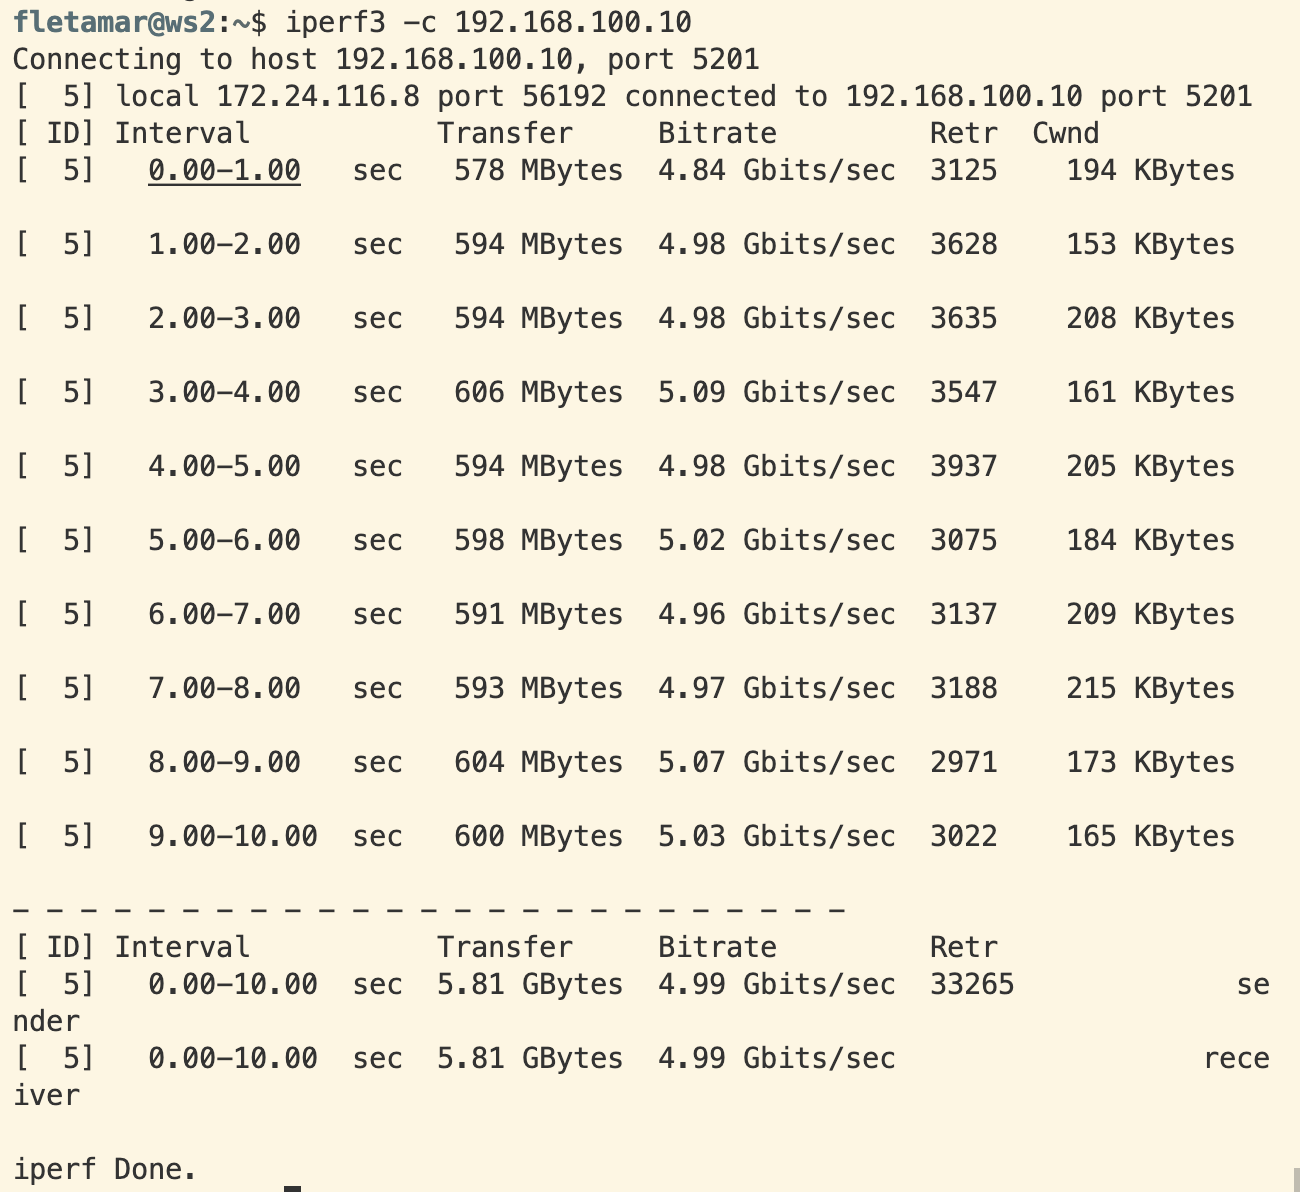 fletamar@ws2:~$ iperf3 -c 192.168.100.10
Connecting to host 192.168.100.10, port 5201
[  5] local 172.24.116.8 port 56192 connected to 192.168.100.10 port 5201
[ ID] Interval           Transfer     Bitrate         Retr  Cwnd
[  5]   0.00-1.00   sec   578 MBytes  4.84 Gbits/sec  3125    194 KBytes
[  5]   1.00-2.00   sec   594 MBytes  4.98 Gbits/sec  3628    153 KBytes
[  5]   2.00-3.00   sec   594 MBytes  4.98 Gbits/sec  3635    208 KBytes
[  5]   3.00-4.00   sec   606 MBytes  5.09 Gbits/sec  3547    161 KBytes
[  5]   4.00-5.00   sec   594 MBytes  4.98 Gbits/sec  3937    205 KBytes
[  5]   5.00-6.00   sec   598 MBytes  5.02 Gbits/sec  3075    184 KBytes
[  5]   6.00-7.00   sec   591 MBytes  4.96 Gbits/sec  3137    209 KBytes
[  5]   7.00-8.00   sec   593 MBytes  4.97 Gbits/sec  3188    215 KBytes
[  5]   8.00-9.00   sec   604 MBytes  5.07 Gbits/sec  2971    173 KBytes
[  5]   9.00-10.00  sec   600 MBytes  5.03 Gbits/sec  3022    165 KBytes
- - - - - - - - - - - - - - - - - - - - - - - - -
[ ID] Interval           Transfer     Bitrate         Retr
[  5]   0.00-10.00  sec  5.81 GBytes  4.99 Gbits/sec  33265             se
nder
[  5]   0.00-10.00  sec  5.81 GBytes  4.99 Gbits/sec                  rece
iver
iperf Done.